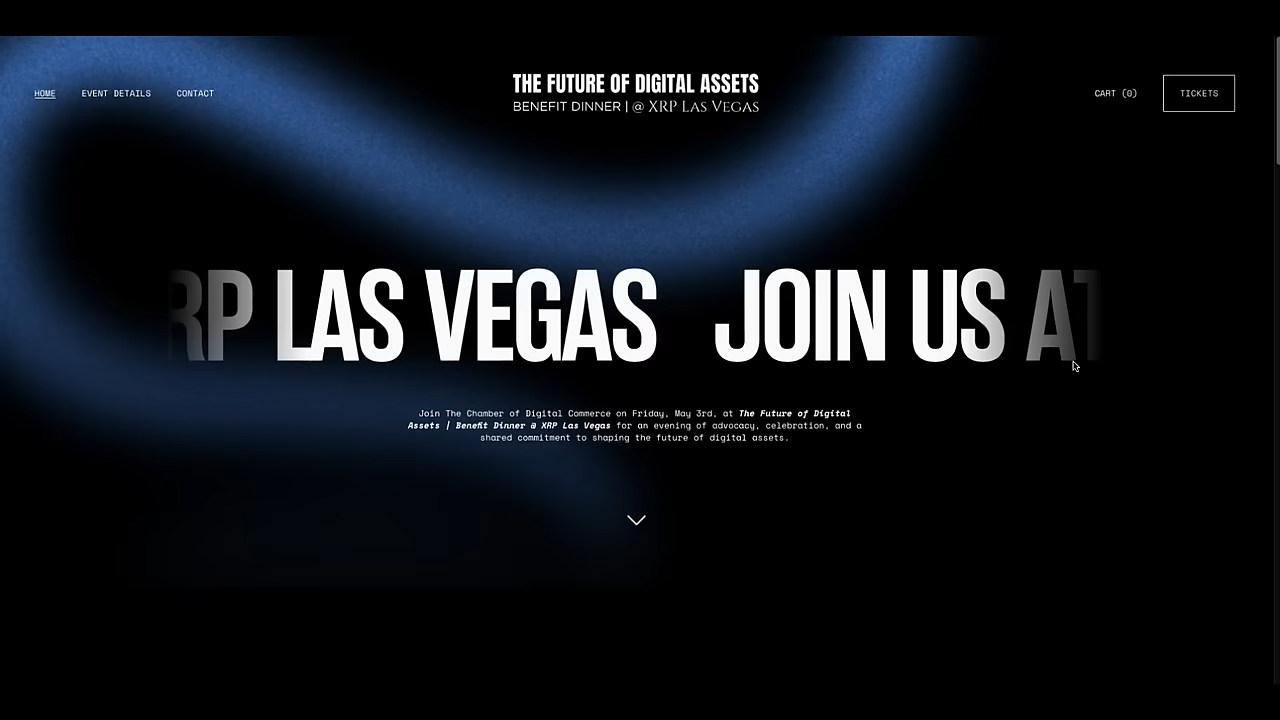 THE FUTURE OF DIGITAL ASSETS
BENEFIT DINNER | @ XRP LAS VEGAS
HOME EVENT DETAILS CONTACT
CART (0) TICKETS
RP LAS VEGAS JOIN US AT
Join The Chamber of Digital Commerce on Friday, May 3rd, at The Future of Digital
Assets | Benefit Dinner @ XRP Las Vegas for an evening of advocacy, celebration, and a
shared commitment to shaping the future of digital assets.